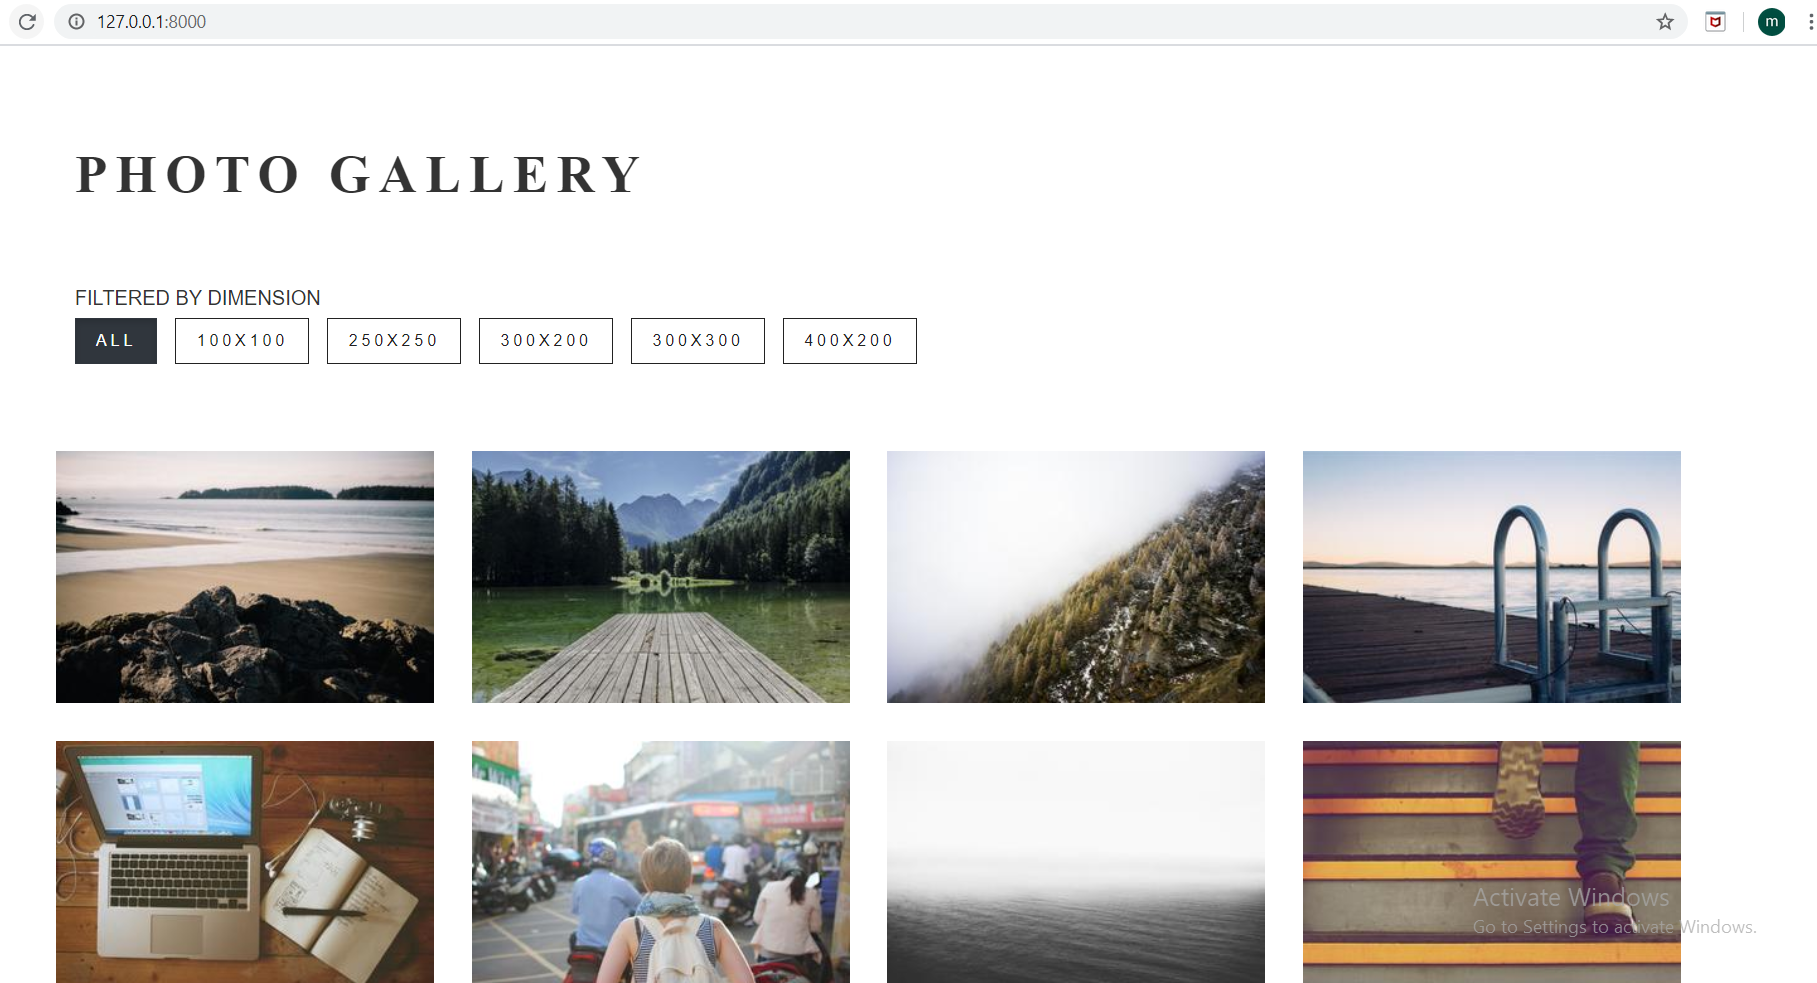 127.0.0.1:8000
m
PHOTO GALLERY
FILTERED BY DIMENSION
ALL 100X100 250X250 300X200 300X300 400X200
Activate Windows
Go to Settings to activate Windows.